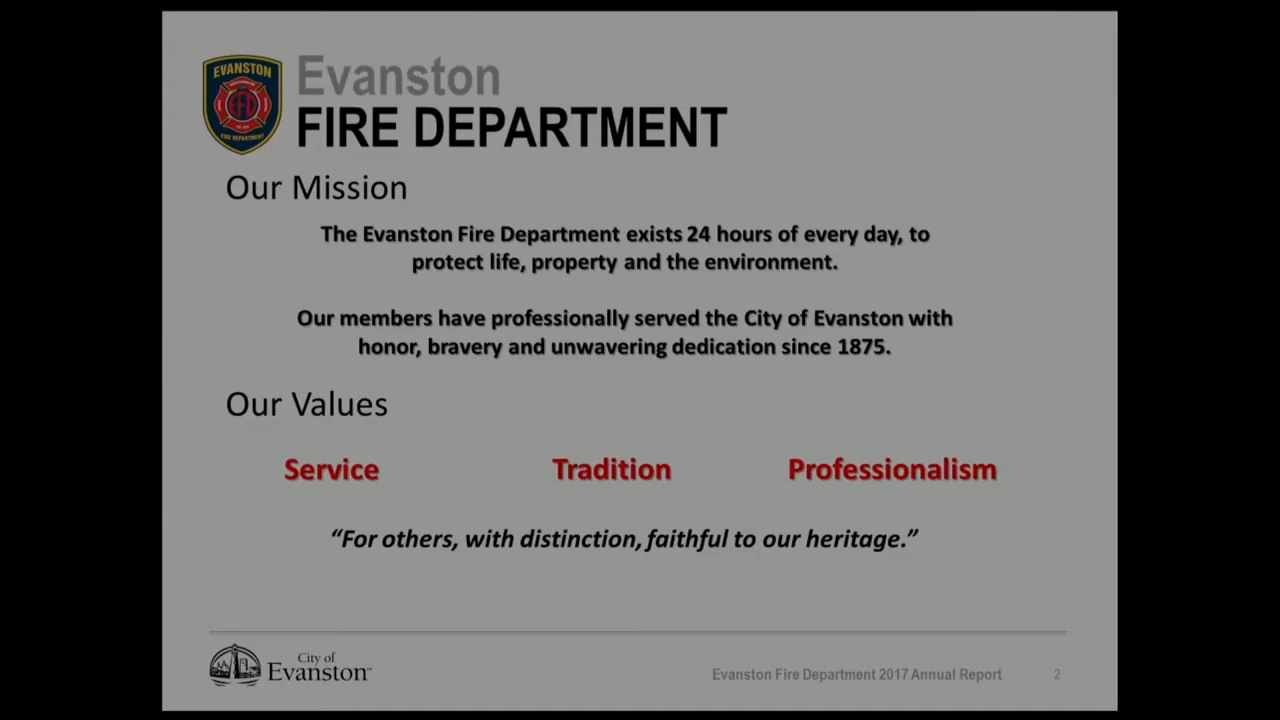 EVANSTON
FIRE DEPARTMENT
Evanston
FIRE DEPARTMENT
Our Mission
The Evanston Fire Department exists 24 hours of every day, to
protect life, property and the environment.
Our members have professionally served the City of Evanston with
honor, bravery and unwavering dedication since 1875.
Our Values
Service Tradition Professionalism
“For others, with distinction, faithful to our heritage.”
City of
Evanston™
Evanston Fire Department 2017 Annual Report 2